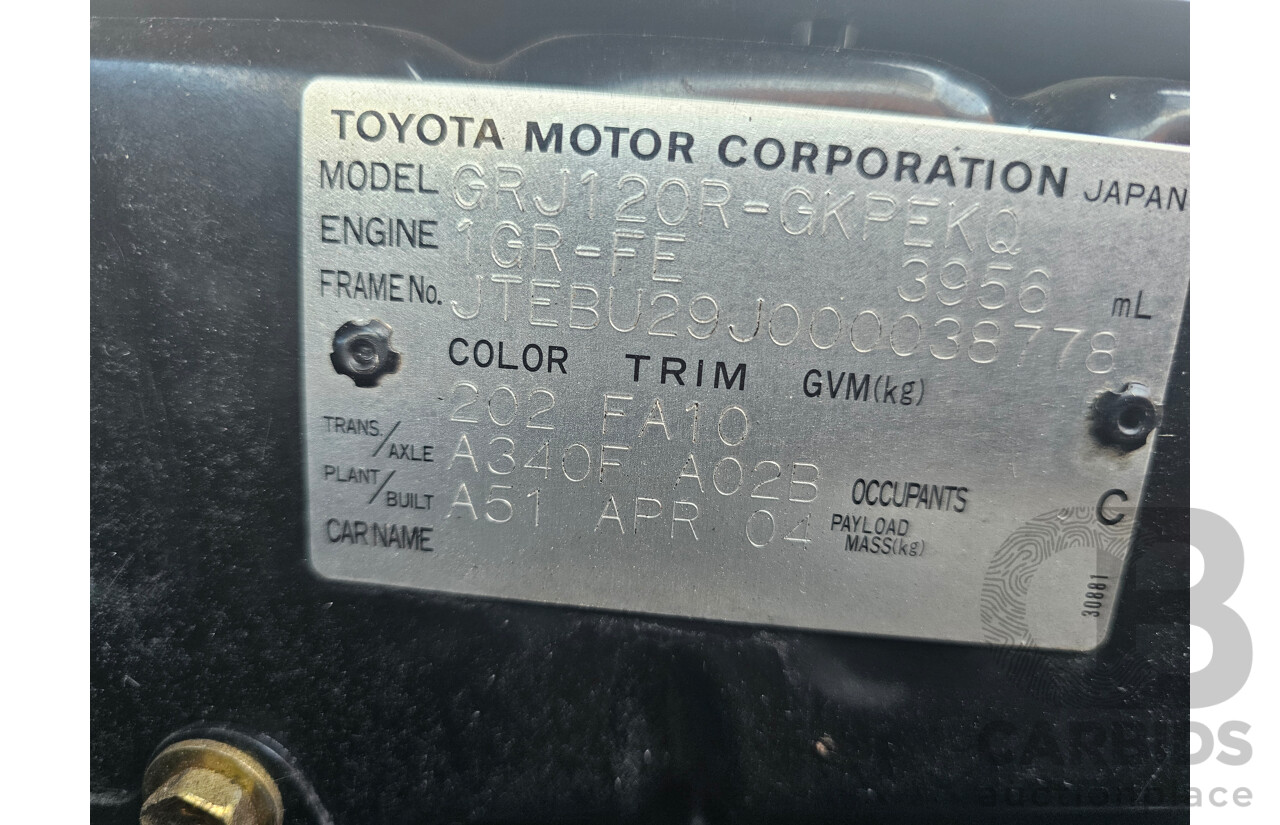 TOYOTA MOTOR CORPORATION JAPAN
MODEL GRJ120R-GKPEKQ
ENGINE 1GR-FE 3956 mL
FRAME No. JTEBU29J000038778
COLOR TRIM GVM(kg)
202 FA10
TRANS./AXLE A340F A02B
OCCUPANTS C
PLANT/BUILT A51 APR 04
PAYLOAD MASS(kg)
CAR NAME
30881
CB
CARBIDS
auctionplace